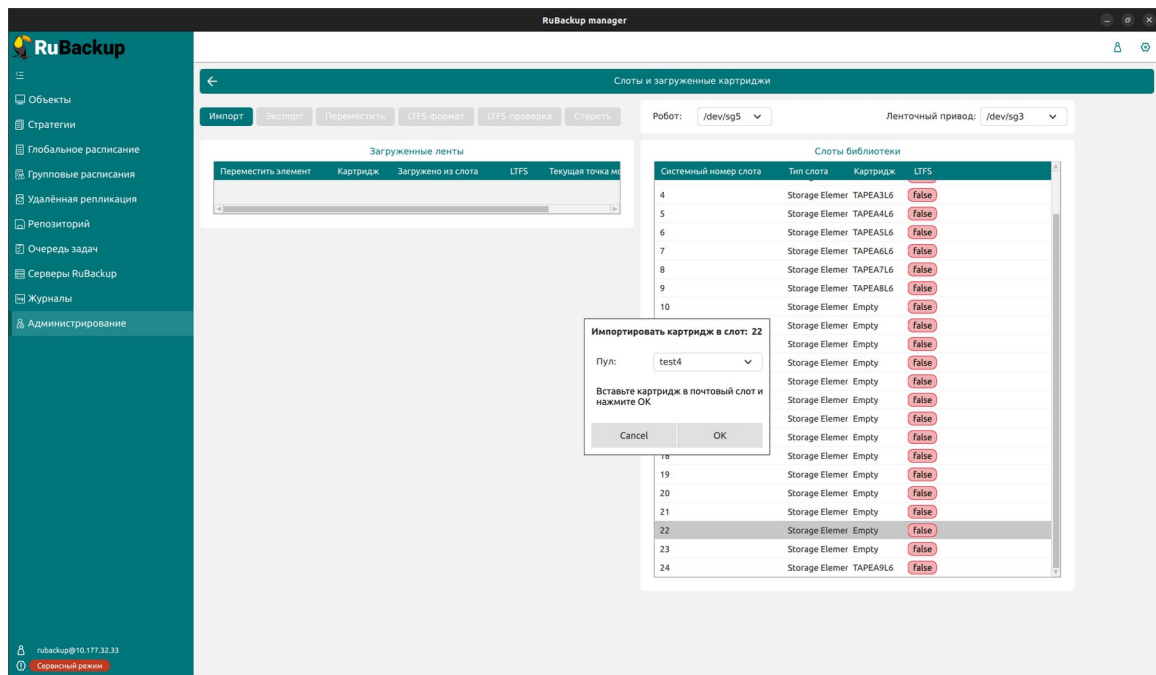 RuBackup manager
RuBackup
Объекты
Стратегии
Глобальное расписание
Групповые расписания
Удалённая репликация
Репозиторий
Очередь задач
Серверы RuBackup
Журналы
Администрирование
rubackup@10.177.32.33
Сервисный режим
Слоты и загруженные картриджи
Импорт Экспорт Переместить LTFS формат LTFS проверка Стереть
Загруженные ленты
Переместить элемент Картридж Загружено из слота LTFS Текущая точка мо
Робот: /dev/sg5 Ленточный привод: /dev/sg3
Слоты библиотеки
Системный номер слота Тип слота Картридж LTFS
4 Storage Elemer TAPEA3L6 false
5 Storage Elemer TAPEA4L6 false
6 Storage Elemer TAPEA5L6 false
7 Storage Elemer TAPEA6L6 false
8 Storage Elemer TAPEA7L6 false
9 Storage Elemer TAPEA8L6 false
10 Storage Elemer Empty false
Storage Elemer Empty false
Storage Elemer Empty false
Storage Elemer Empty false
Storage Elemer Empty false
Storage Elemer Empty false
Storage Elemer Empty false
Storage Elemer Empty false
18 Storage Elemer Empty false
19 Storage Elemer Empty false
20 Storage Elemer Empty false
21 Storage Elemer Empty false
22 Storage Elemer Empty false
23 Storage Elemer Empty false
24 Storage Elemer TAPEA9L6 false
Импортировать картридж в слот: 22
Пул: test4
Вставьте картридж в почтовый слот и
нажмите OK
Cancel OK